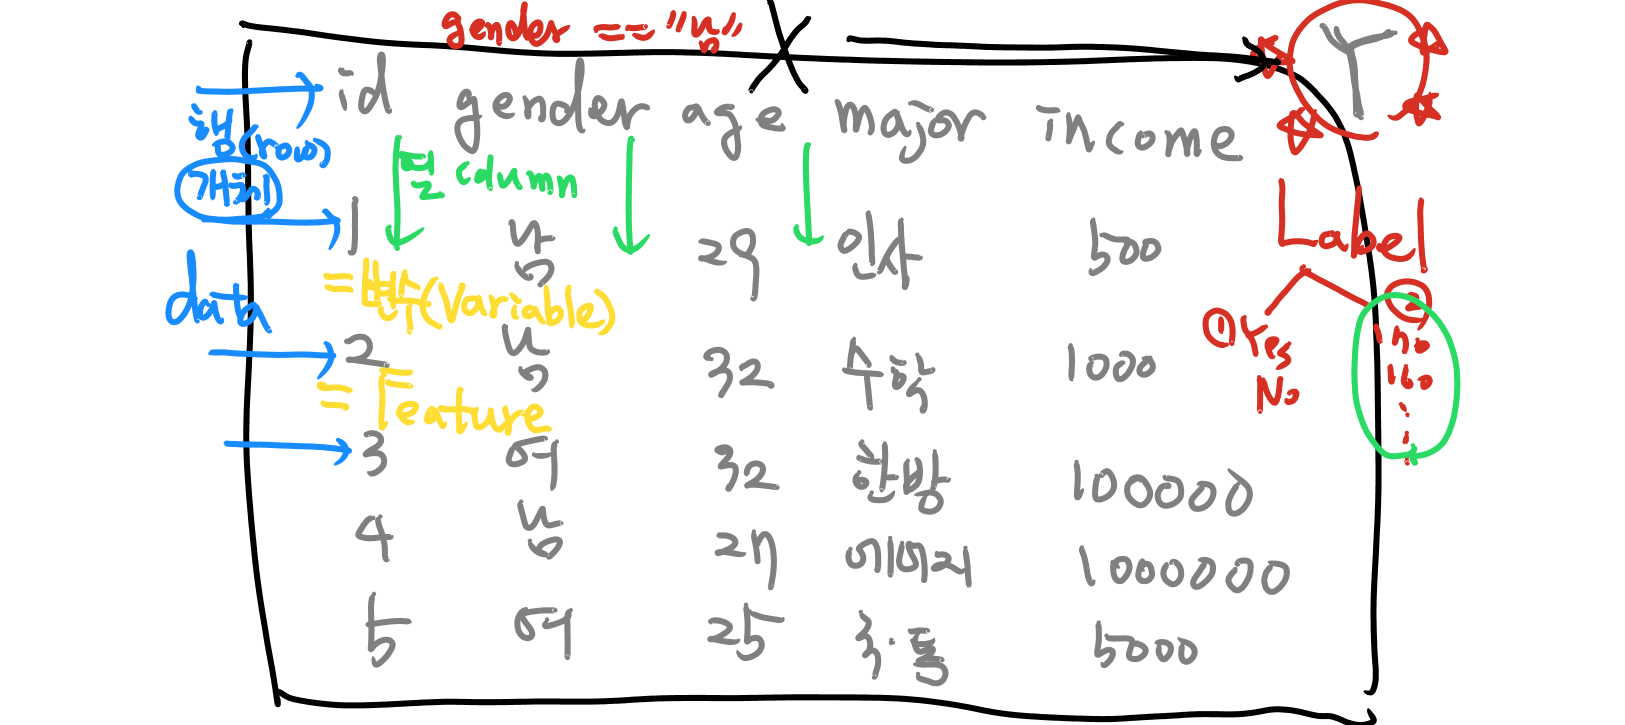 gender == "남"
X Y
id gender age major income
행(row)
열 column
개체
Label
1 남 29 인사 500
data
=변수(Variable)
① Yes No
②
170
160
2 남 32 수학 1000
=Feature
3 여 32 한방 100000
4 남 27 에너지 1000000
5 여 25 국·통 5000